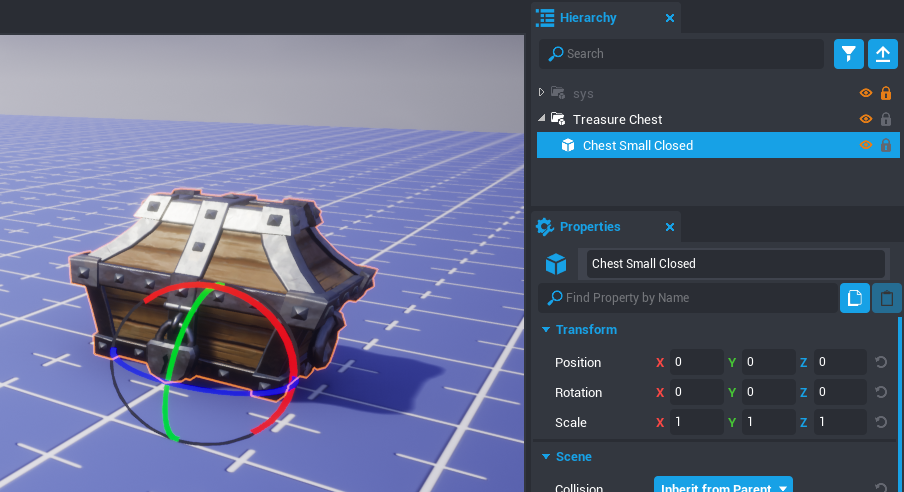 Hierarchy
Search
sys
Treasure Chest
Chest Small Closed
Properties
Chest Small Closed
Find Property by Name
Transform
Position X 0 Y 0 Z 0
Rotation X 0 Y 0 Z 0
Scale X 1 Y 1 Z 1
Scene
Collision Inherit from Parent